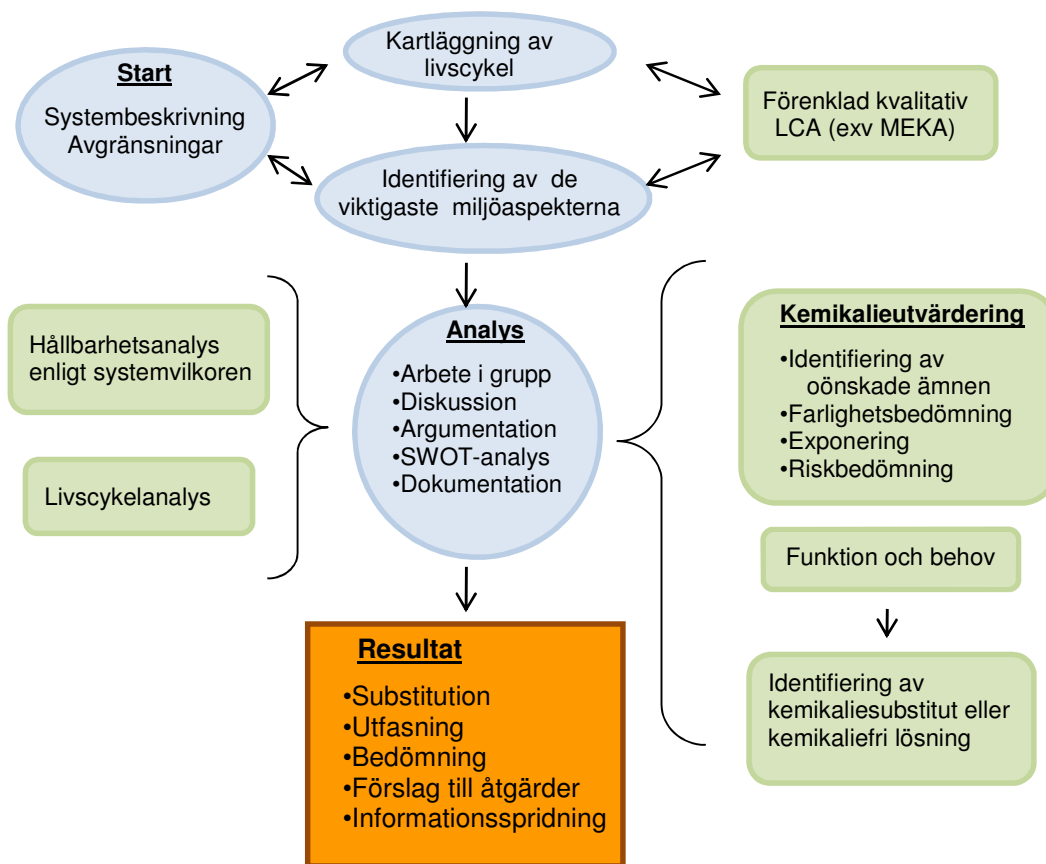 Start
Systembeskrivning
Avgränsningar
Kartläggning av
livscykel
Förenklad kvalitativ
LCA (exv MEKA)
Identifiering av de
viktigaste miljöaspekterna
Hållbarhetsanalys
enligt systemvilkoren
Livscykelanalys
Analys
•Arbete i grupp
•Diskussion
•Argumentation
•SWOT-analys
•Dokumentation
Kemikalieutvärdering
•Identifiering av
oönskade ämnen
•Farlighetsbedömning
•Exponering
•Riskbedömning
Funktion och behov
Identifiering av
kemikaliesubstitut eller
kemikaliefri lösning
Resultat
•Substitution
•Utfasning
•Bedömning
•Förslag till åtgärder
•Informationsspridning